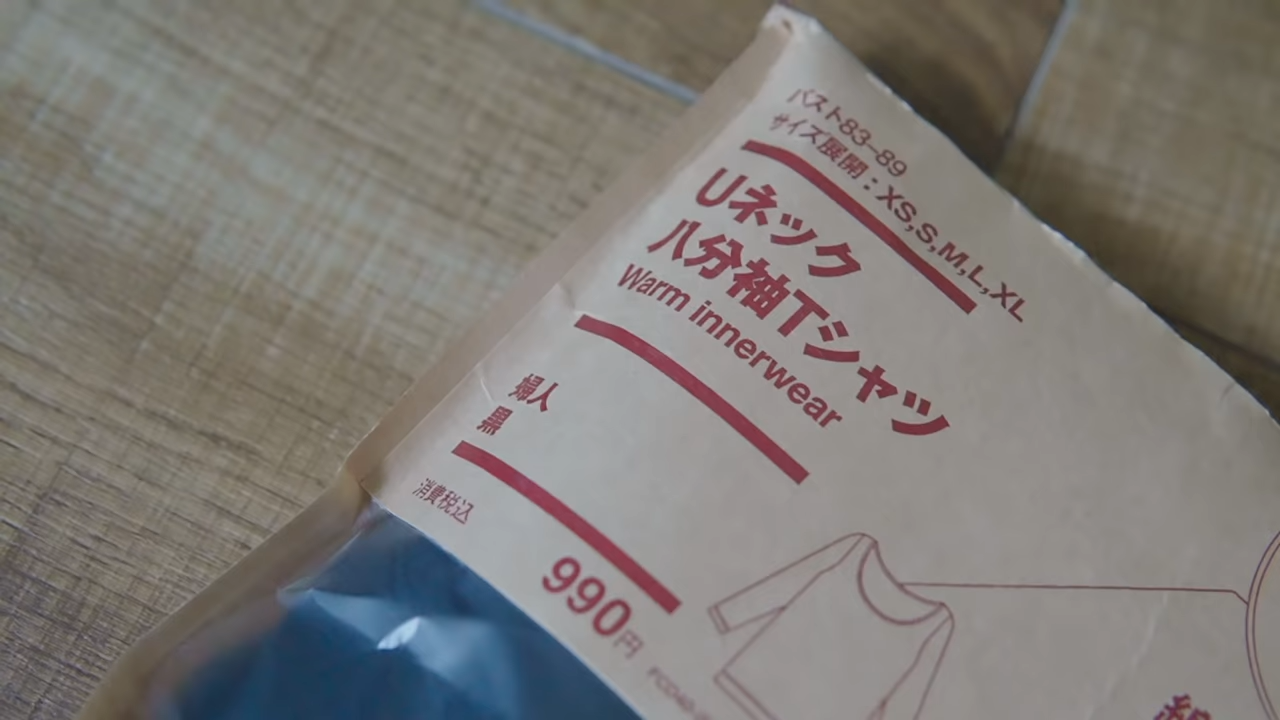 バスト83–89
サイズ展開：XS,S,M,L,XL
Uネック
八分袖Tシャツ
Warm innerwear
婦人
黒
消費税込
990円